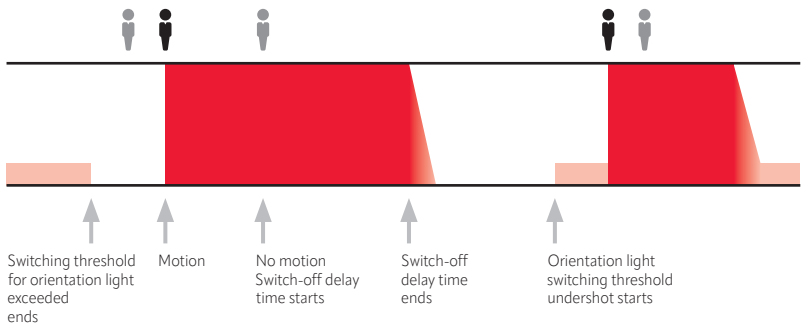 Switching threshold
for orientation light
exceeded
ends
Motion
No motion
Switch-off delay
time starts
Switch-off
delay time
ends
Orientation light
switching threshold
undershot starts